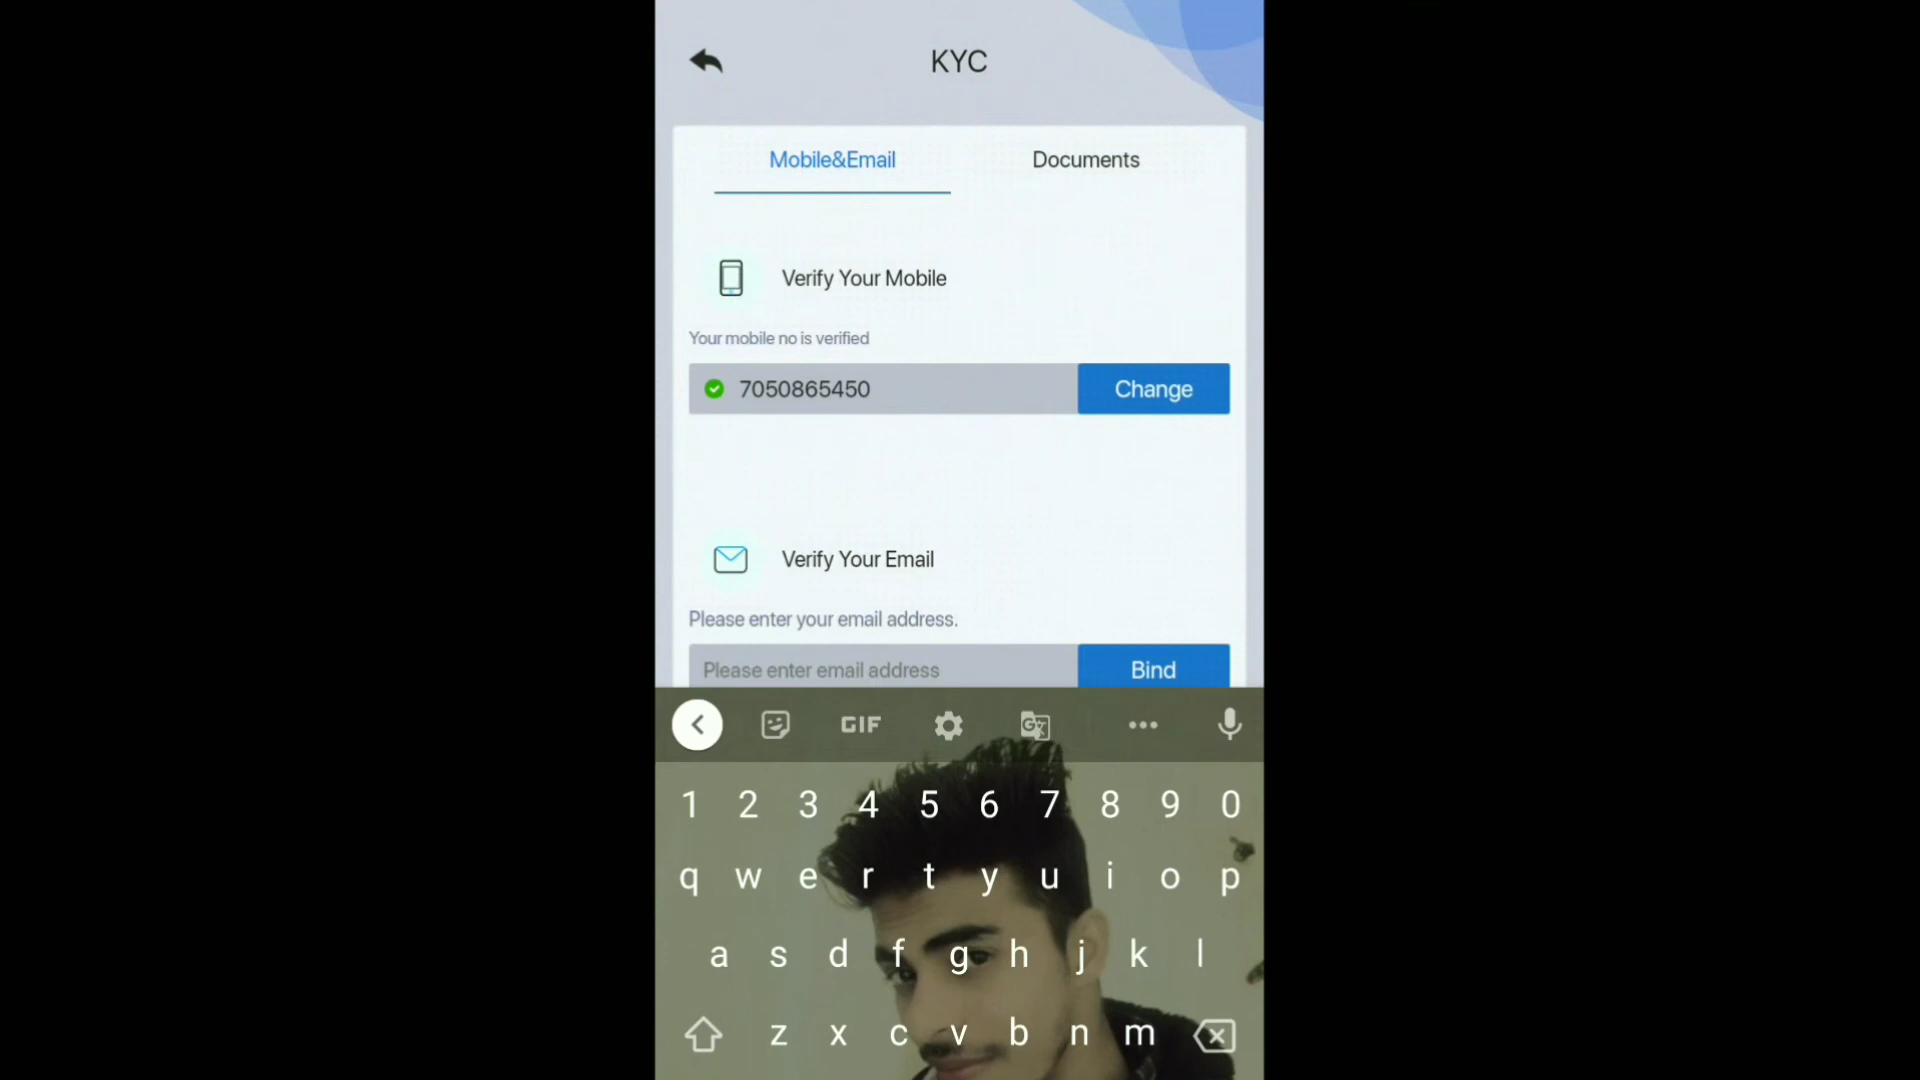 KYC
Mobile&Email Documents
Verify Your Mobile
Your mobile no is verified
7050865450 Change
Verify Your Email
Please enter your email address.
Please enter email address Bind
GIF G
1 2 3 4 5 6 7 8 9 0
q w e r t y u i o p
a s d f g h j k l
z x c v b n m